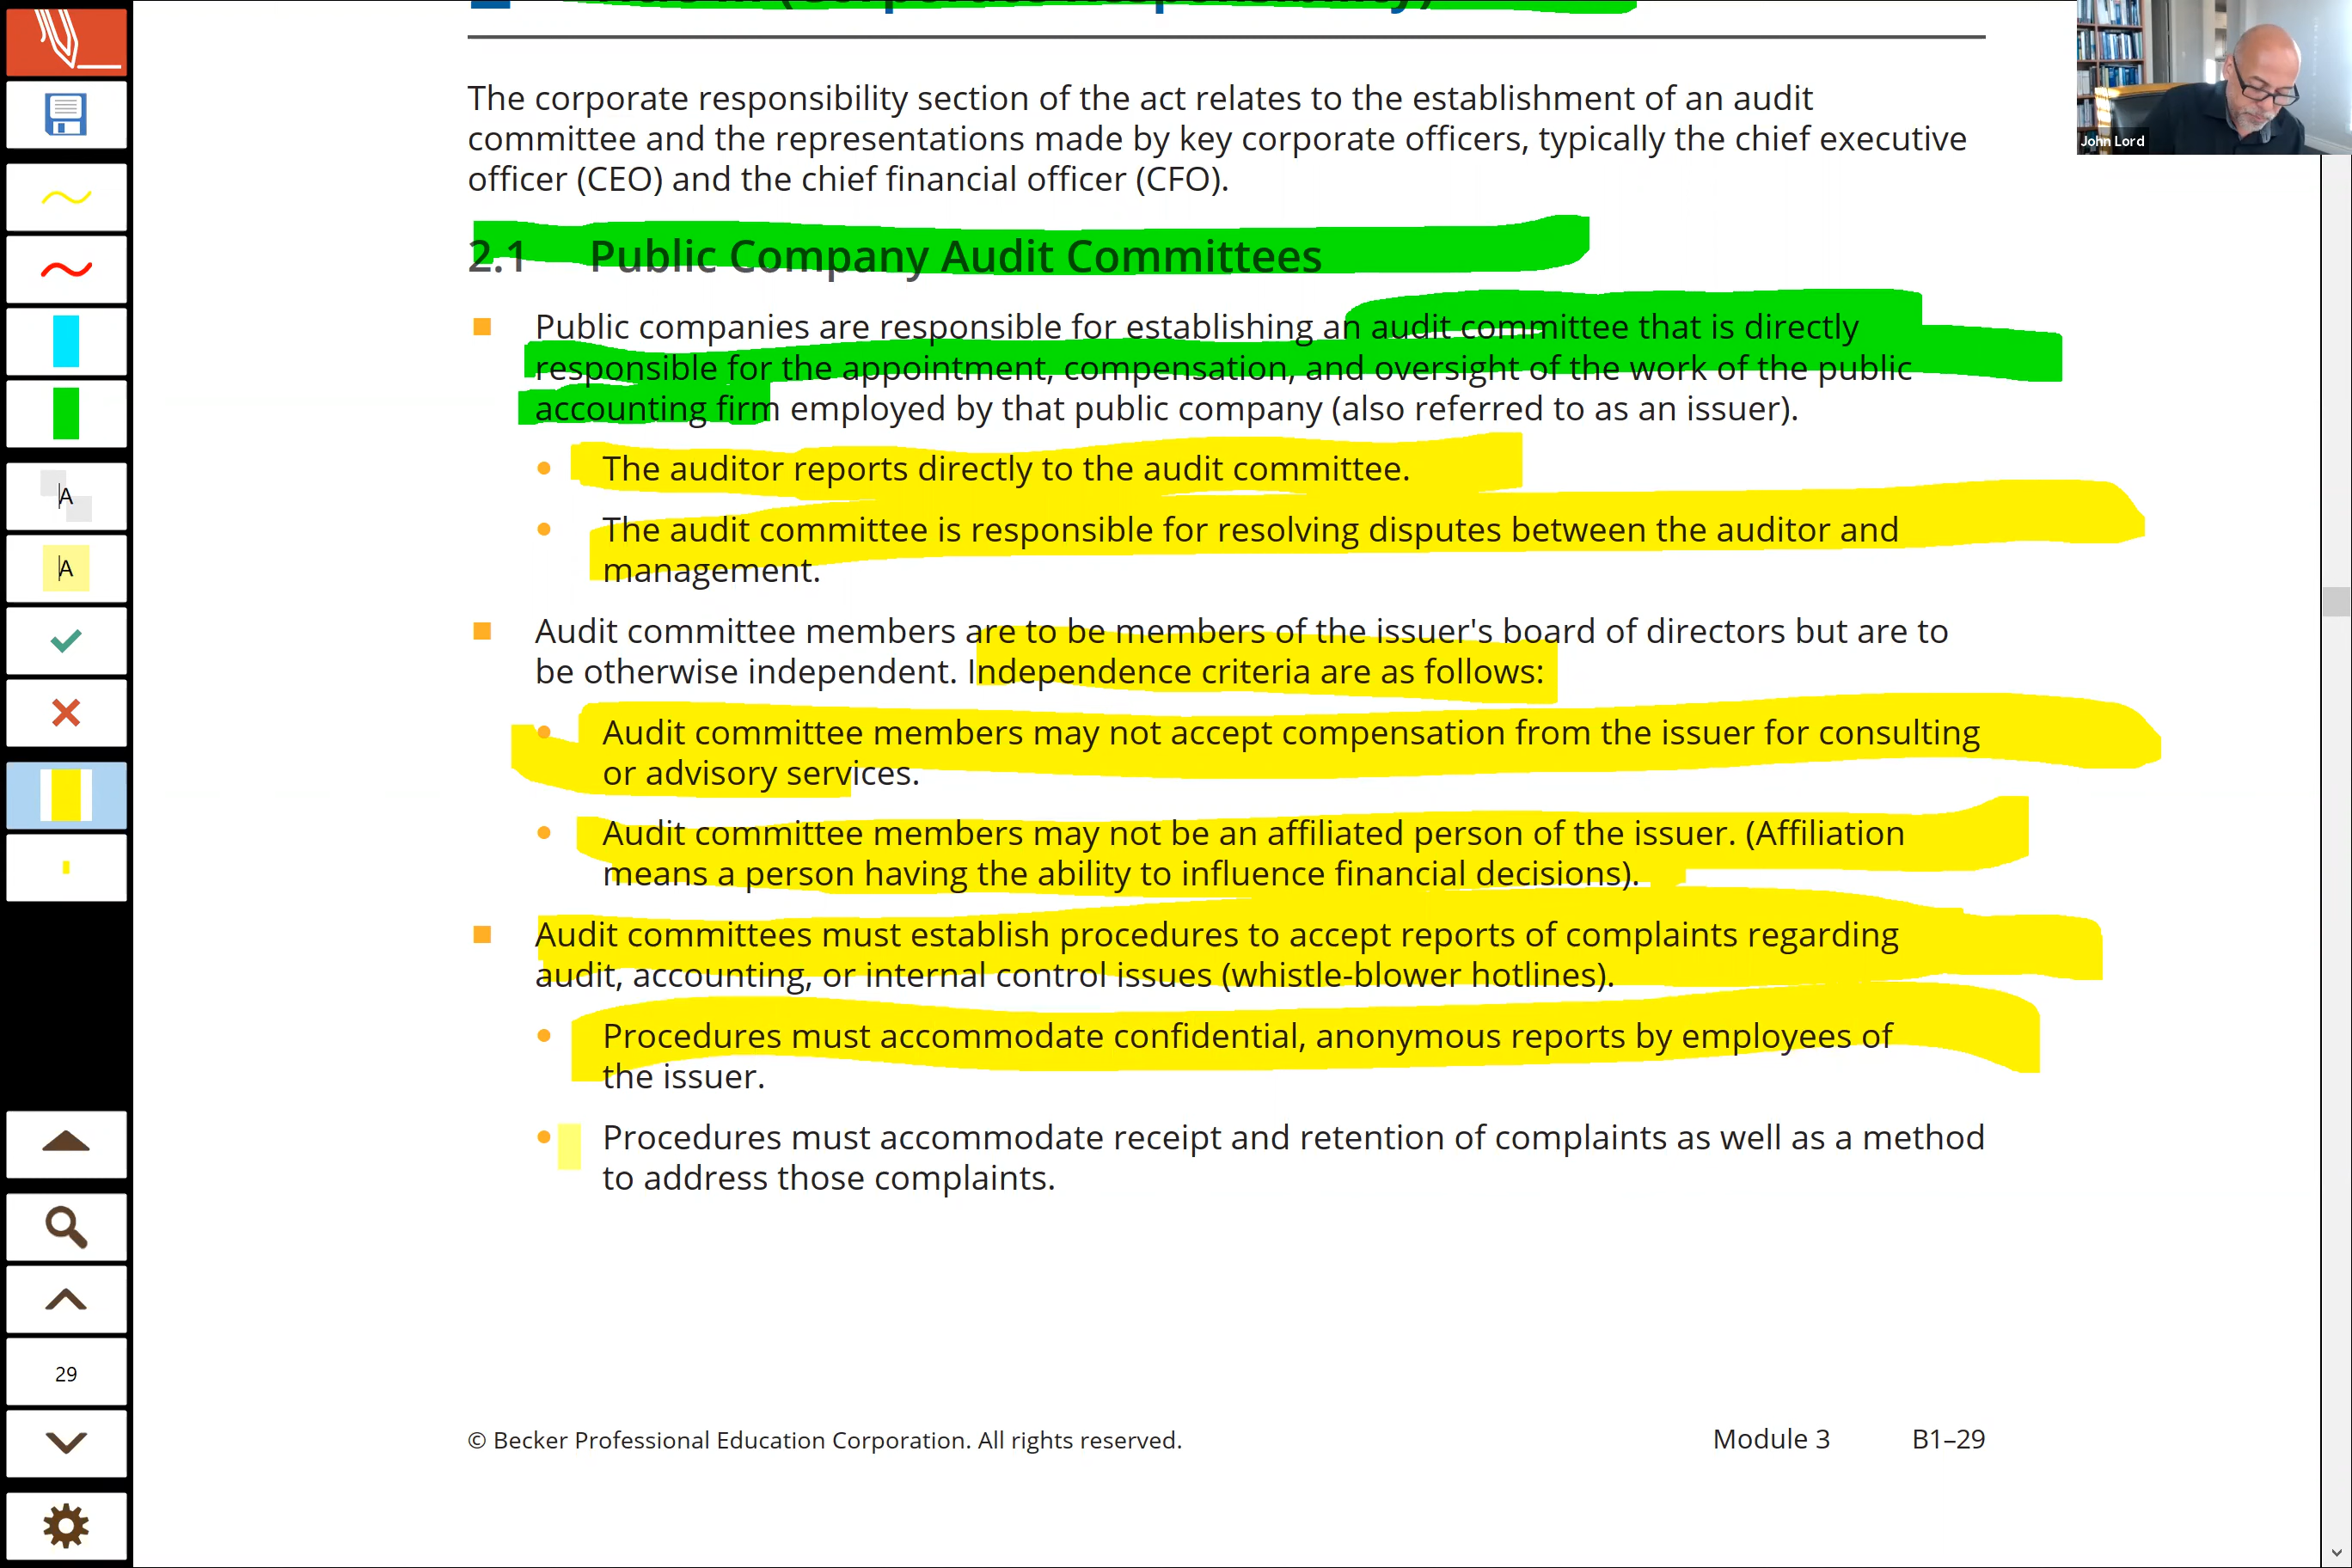 (Corporate Responsibility)
John Lord
The corporate responsibility section of the act relates to the establishment of an audit
committee and the representations made by key corporate officers, typically the chief executive
officer (CEO) and the chief financial officer (CFO).
2.1 Public Company Audit Committees
Public companies are responsible for establishing an audit committee that is directly
responsible for the appointment, compensation, and oversight of the work of the public
accounting firm employed by that public company (also referred to as an issuer).
The auditor reports directly to the audit committee.
The audit committee is responsible for resolving disputes between the auditor and
management.
Audit committee members are to be members of the issuer's board of directors but are to
be otherwise independent. Independence criteria are as follows:
Audit committee members may not accept compensation from the issuer for consulting
or advisory services.
Audit committee members may not be an affiliated person of the issuer. (Affiliation
means a person having the ability to influence financial decisions).
Audit committees must establish procedures to accept reports of complaints regarding
audit, accounting, or internal control issues (whistle-blower hotlines).
Procedures must accommodate confidential, anonymous reports by employees of
the issuer.
Procedures must accommodate receipt and retention of complaints as well as a method
to address those complaints.
A
A
29
© Becker Professional Education Corporation. All rights reserved.
Module 3 B1–29